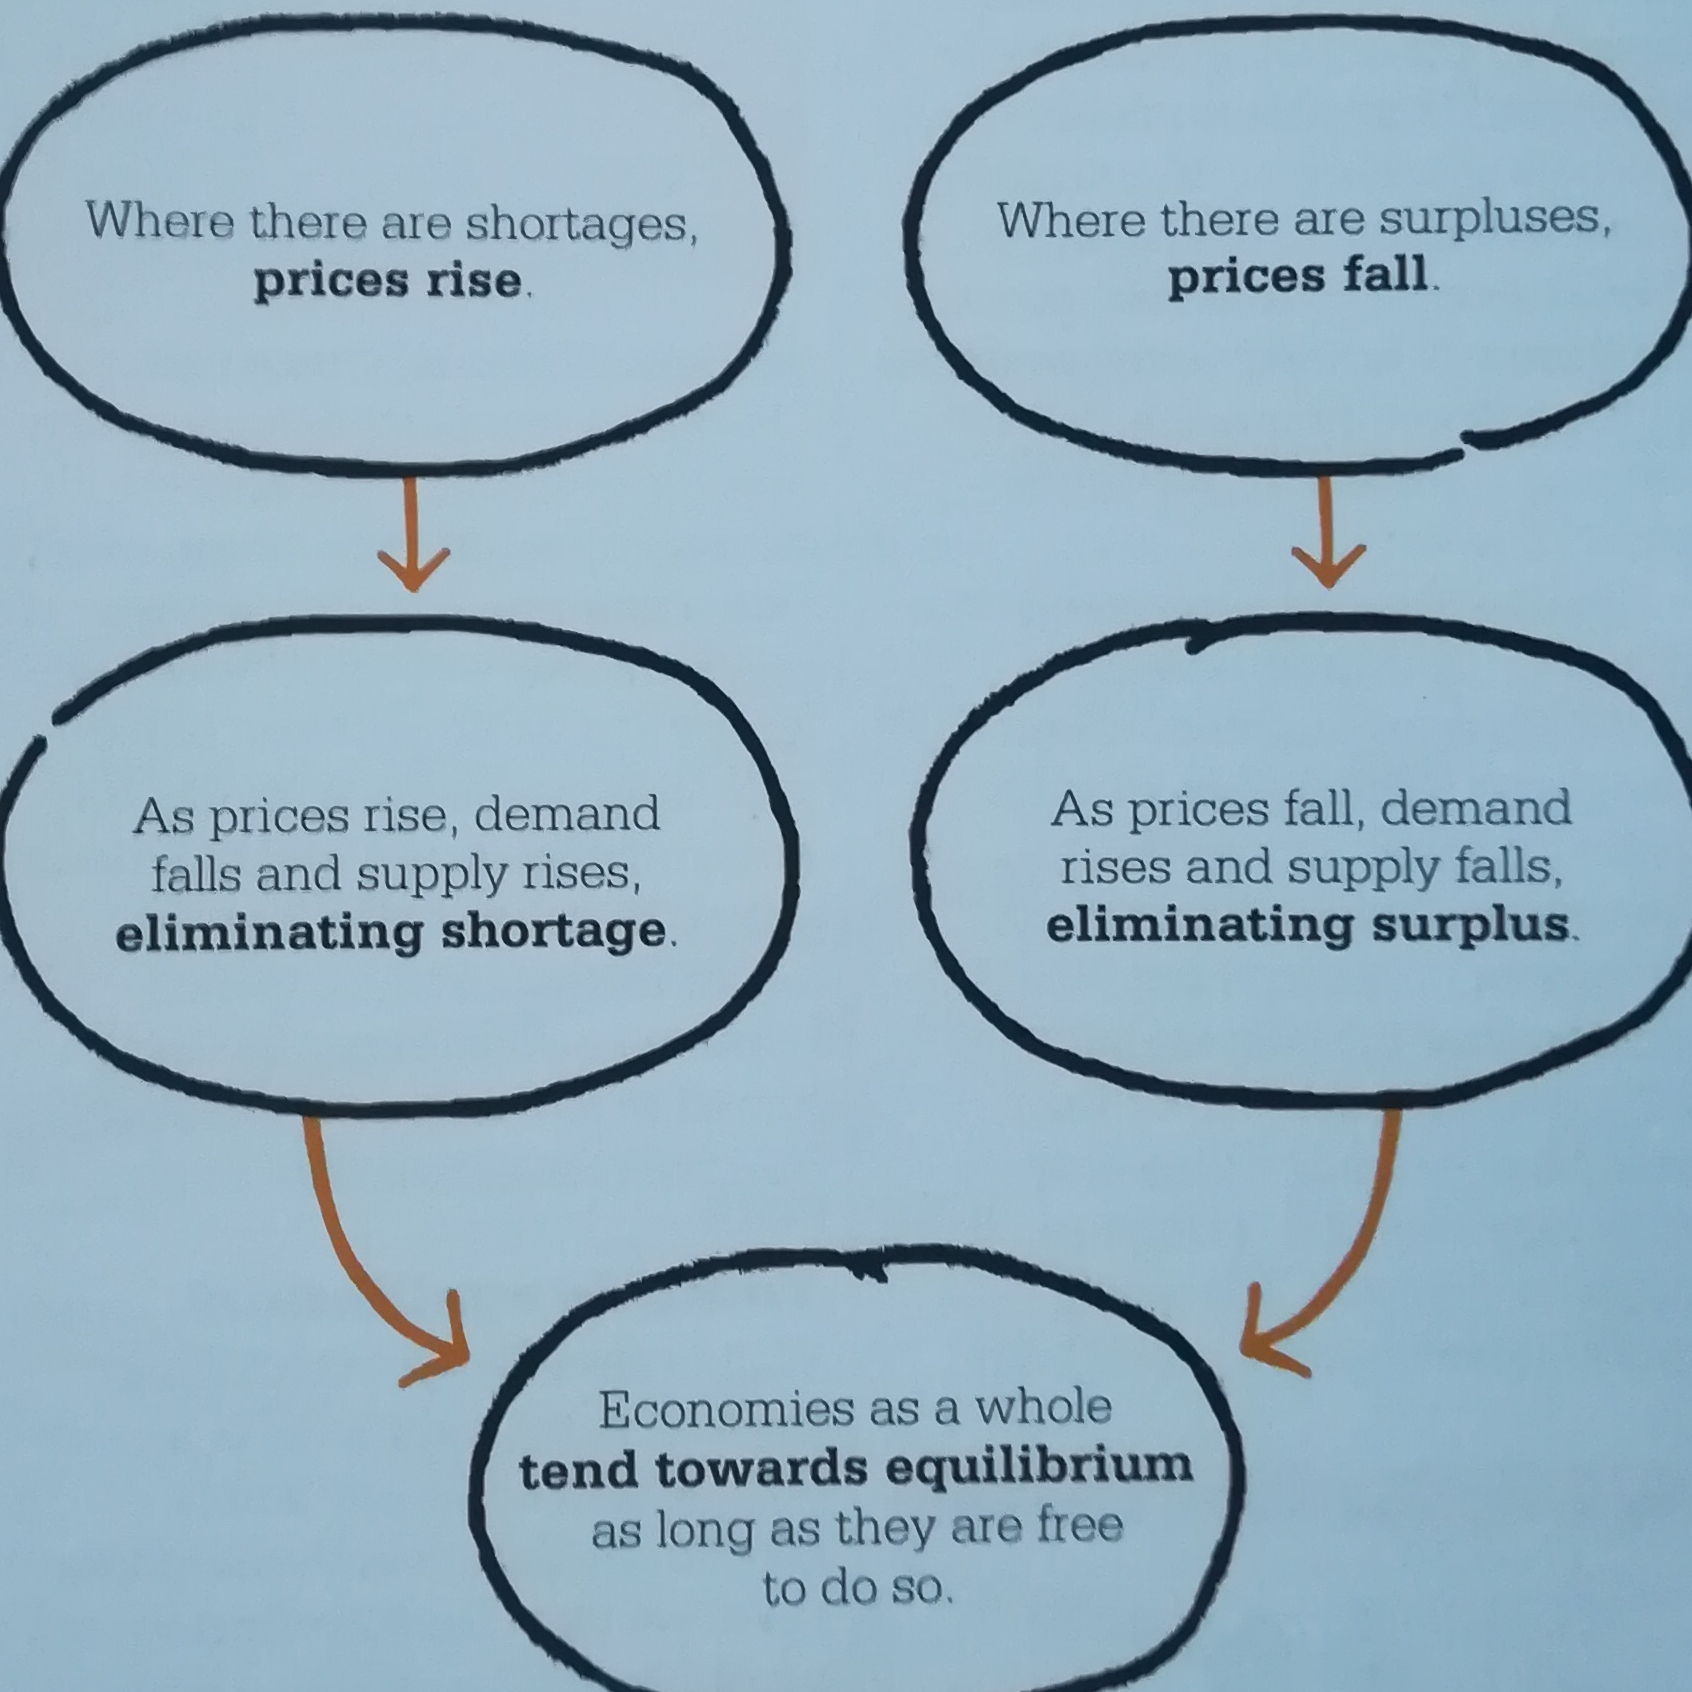 Where there are shortages,
prices rise.
Where there are surpluses,
prices fall.
As prices rise, demand
falls and supply rises,
eliminating shortage.
As prices fall, demand
rises and supply falls,
eliminating surplus.
Economies as a whole
tend towards equilibrium
as long as they are free
to do so.